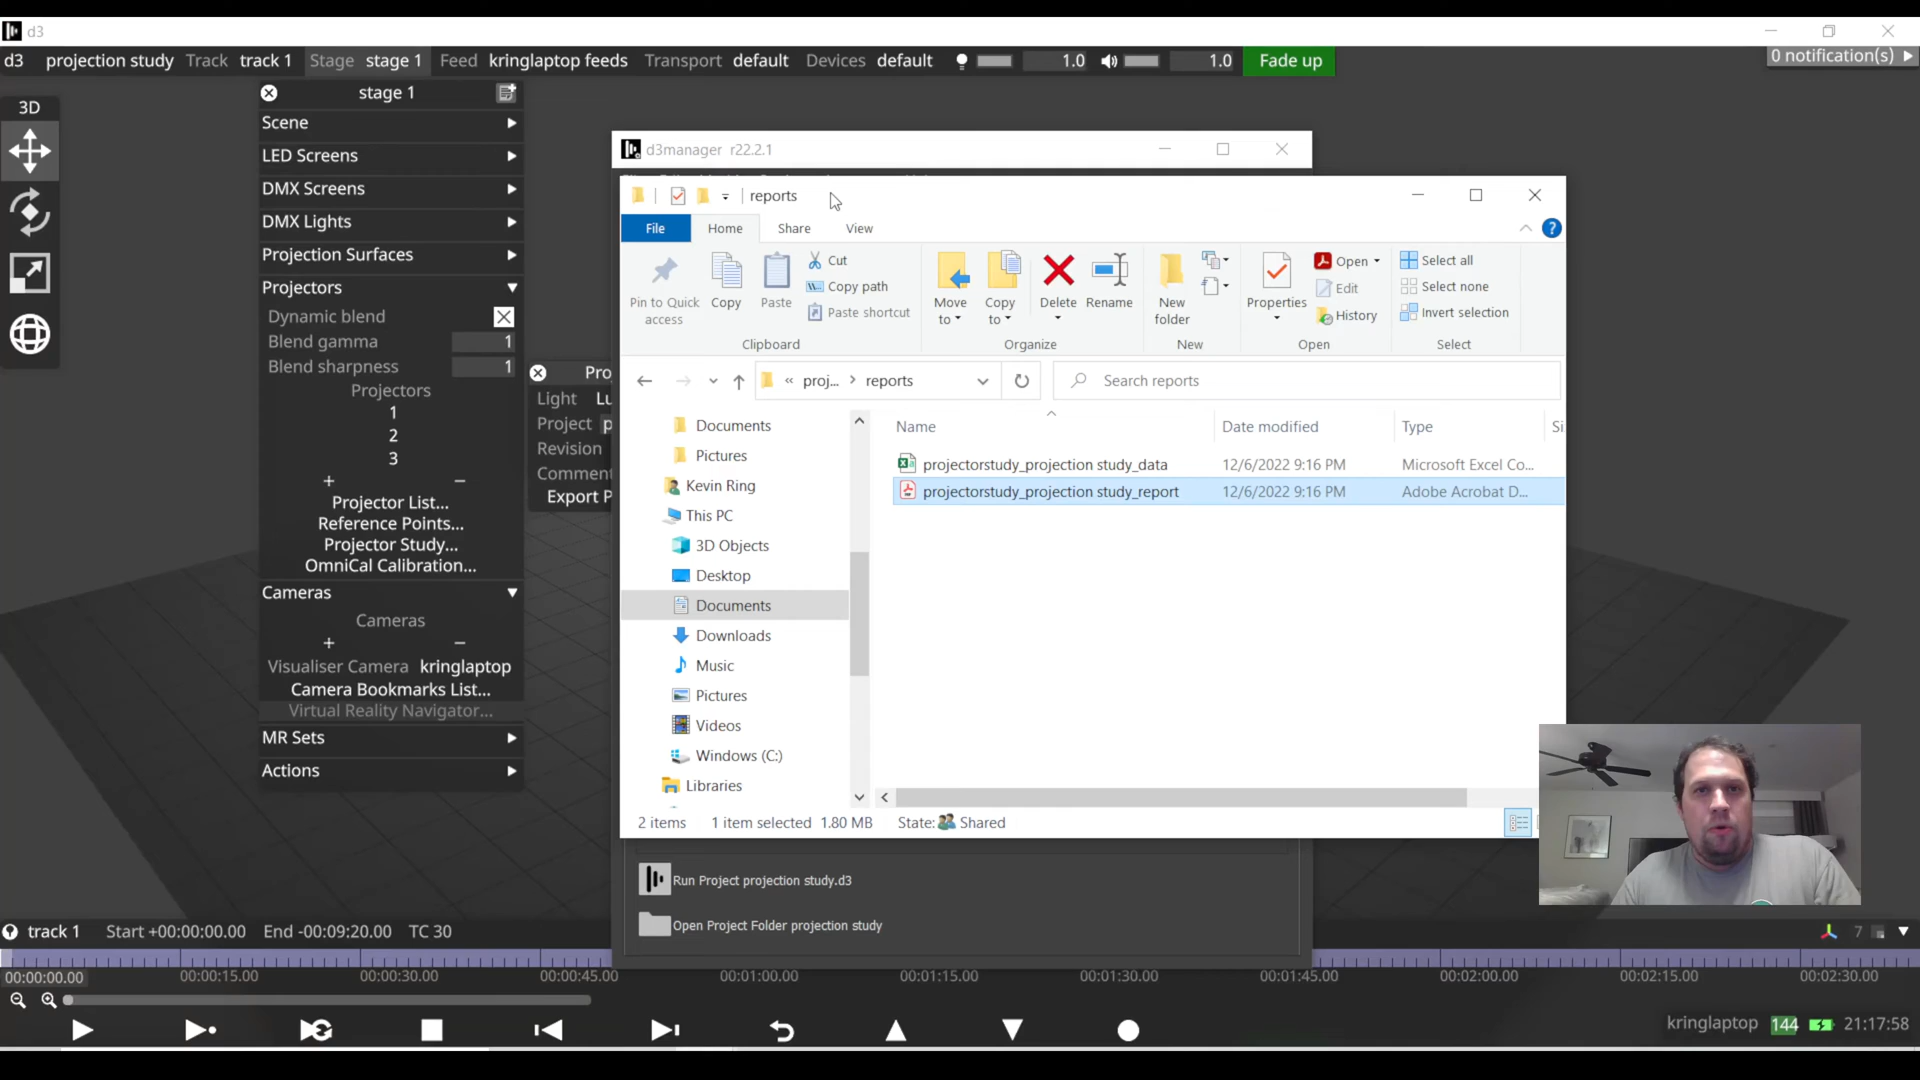 d3
d3 projection study Track track 1 Stage stage 1 Feed kringlaptop feeds Transport default Devices default 1.0 1.0 Fade up
0 notification(s)
3D
stage 1
Scene
LED Screens
DMX Screens
DMX Lights
Projection Surfaces
Projectors
Dynamic blend
Blend gamma 1
Blend sharpness 1
Projectors
1
2
3
+ −
Projector List...
Reference Points...
Projector Study...
OmniCal Calibration...
Cameras
Cameras
+ −
Visualiser Camera kringlaptop
Camera Bookmarks List...
Virtual Reality Navigator...
MR Sets
Actions
Light
Project
Revision
Export
d3manager r22.2.1
reports
File Home Share View
Pin to Quick access
Copy
Paste
Cut
Copy path
Paste shortcut
Clipboard
Move to
Copy to
Delete
Rename
Organize
New folder
New
Properties
Open
Edit
History
Open
Select all
Select none
Invert selection
Select
« proj... > reports
Search reports
Documents
Pictures
Kevin Ring
This PC
3D Objects
Desktop
Documents
Downloads
Music
Pictures
Videos
Windows (C:)
Libraries
Name Date modified Type Si
projectorstudy_projection study_data 12/6/2022 9:16 PM Microsoft Excel Co...
projectorstudy_projection study_report 12/6/2022 9:16 PM Adobe Acrobat D...
2 items 1 item selected 1.80 MB State: Shared
Run Project projection study.d3
Open Project Folder projection study
track 1 Start +00:00:00.00 End -00:09:20.00 TC 30
7
00:00:00.00 00:00:15.00 00:00:30.00 00:00:45.00 00:01:00.00 00:01:15.00 00:01:30.00 00:01:45.00 00:02:00.00 00:02:15.00 00:02:30.00
kringlaptop 144 21:17:58